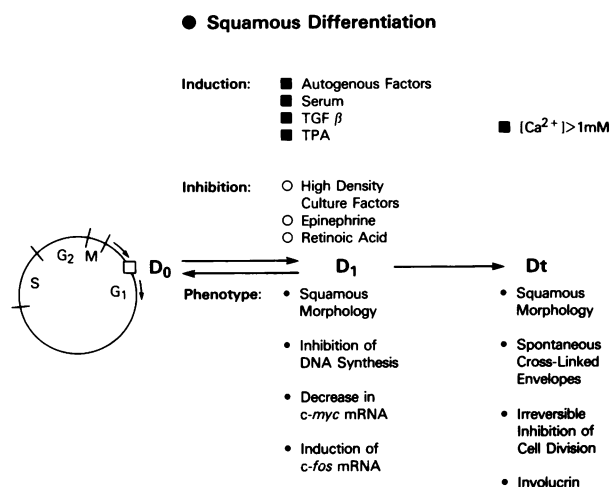 ● Squamous Differentiation
Induction:
■ Autogenous Factors
■ Serum
■ TGF β
■ TPA
■ [Ca²⁺]>1mM
Inhibition:
○ High Density
Culture Factors
○ Epinephrine
○ Retinoic Acid
G₂ M
S
G₁
D₀
D₁
Dt
Phenotype:
• Squamous
Morphology
• Inhibition of
DNA Synthesis
• Decrease in
c-myc mRNA
• Induction of
c-fos mRNA
• Squamous
Morphology
• Spontaneous
Cross-Linked
Envelopes
• Irreversible
Inhibition of
Cell Division
• Involucrin